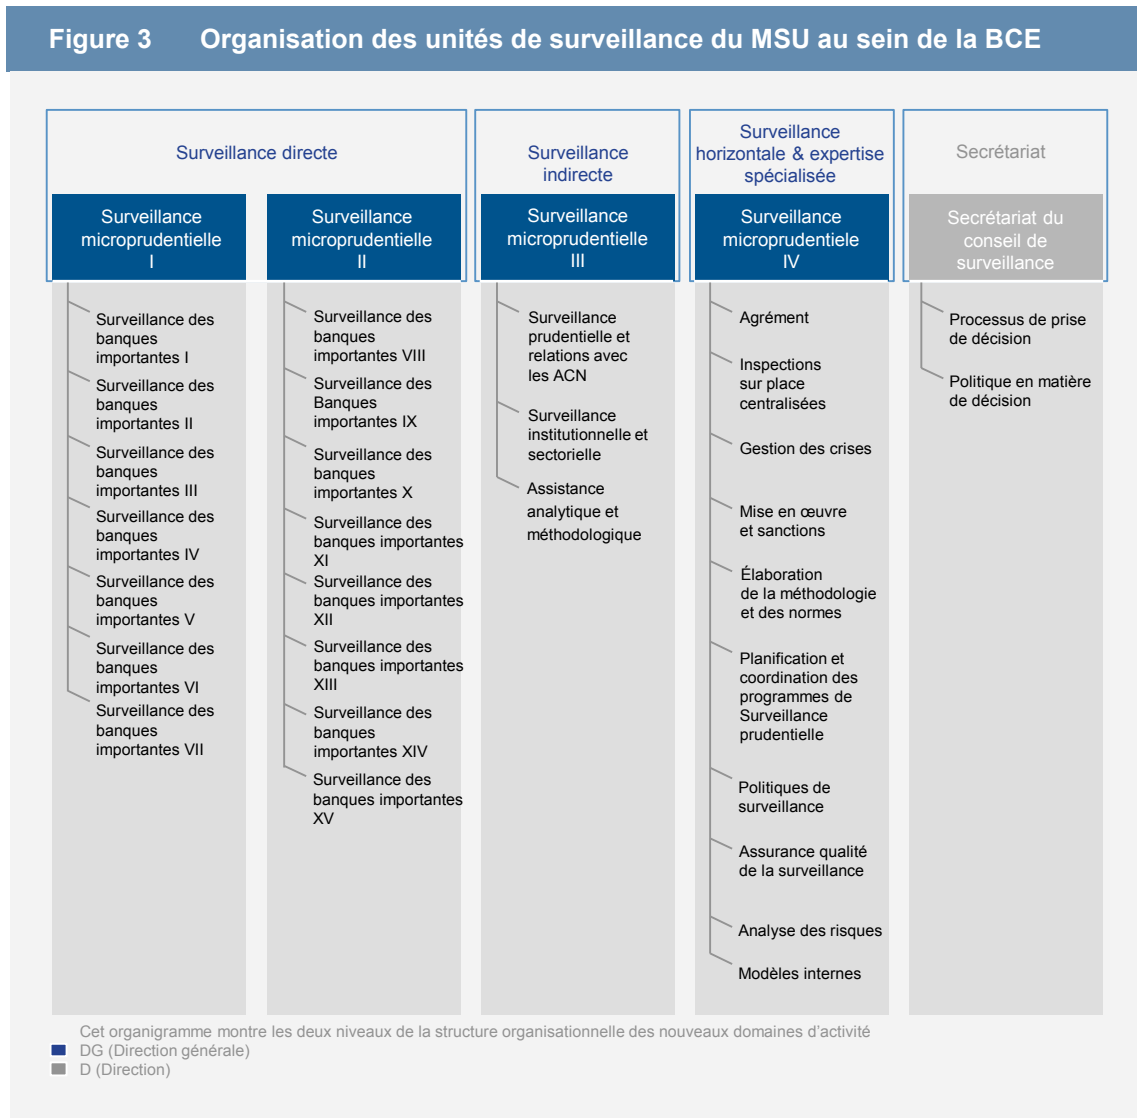 Figure 3 Organisation des unités de surveillance du MSU au sein de la BCE
Surveillance directe
Surveillance
indirecte
Surveillance
horizontale & expertise
spécialisée
Secrétariat
Surveillance
microprudentielle
I
Surveillance
microprudentielle
II
Surveillance
microprudentielle
III
Surveillance
microprudentiele
IV
Secrétariat du
conseil de
surveillance
Surveillance des
banques
importantes I
Surveillance des
banques
importantes II
Surveillance des
banques
importantes III
Surveillance des
banques
importantes IV
Surveillance des
banques
importantes V
Surveillance des
banques
importantes VI
Surveillance des
banques
importantes VII
Surveillance des
banques
importantes VIII
Surveillance des
Banques
importantes IX
Surveillance des
banques
importantes X
Surveillance des
banques importantes
XI
Surveillance des
banques importantes
XII
Surveillance des
banques importantes
XIII
Surveillance des
banques
importantes XIV
Surveillance des
banques importantes
XV
Surveillance
prudentielle et
relations avec
les ACN
Surveillance
institutionnelle et
sectorielle
Assistance
analytique et
méthodologique
Agrément
Inspections
sur place
centralisées
Gestion des crises
Mise en œuvre
et sanctions
Élaboration
de la méthodologie
et des normes
Planification et
coordination des
programmes de
Surveillance
prudentielle
Politiques de
surveillance
Assurance qualité
de la surveillance
Analyse des risques
Modèles internes
Processus de prise
de décision
Politique en matière
de décision
Cet organigramme montre les deux niveaux de la structure organisationnelle des nouveaux domaines d'activité
DG (Direction générale)
D (Direction)